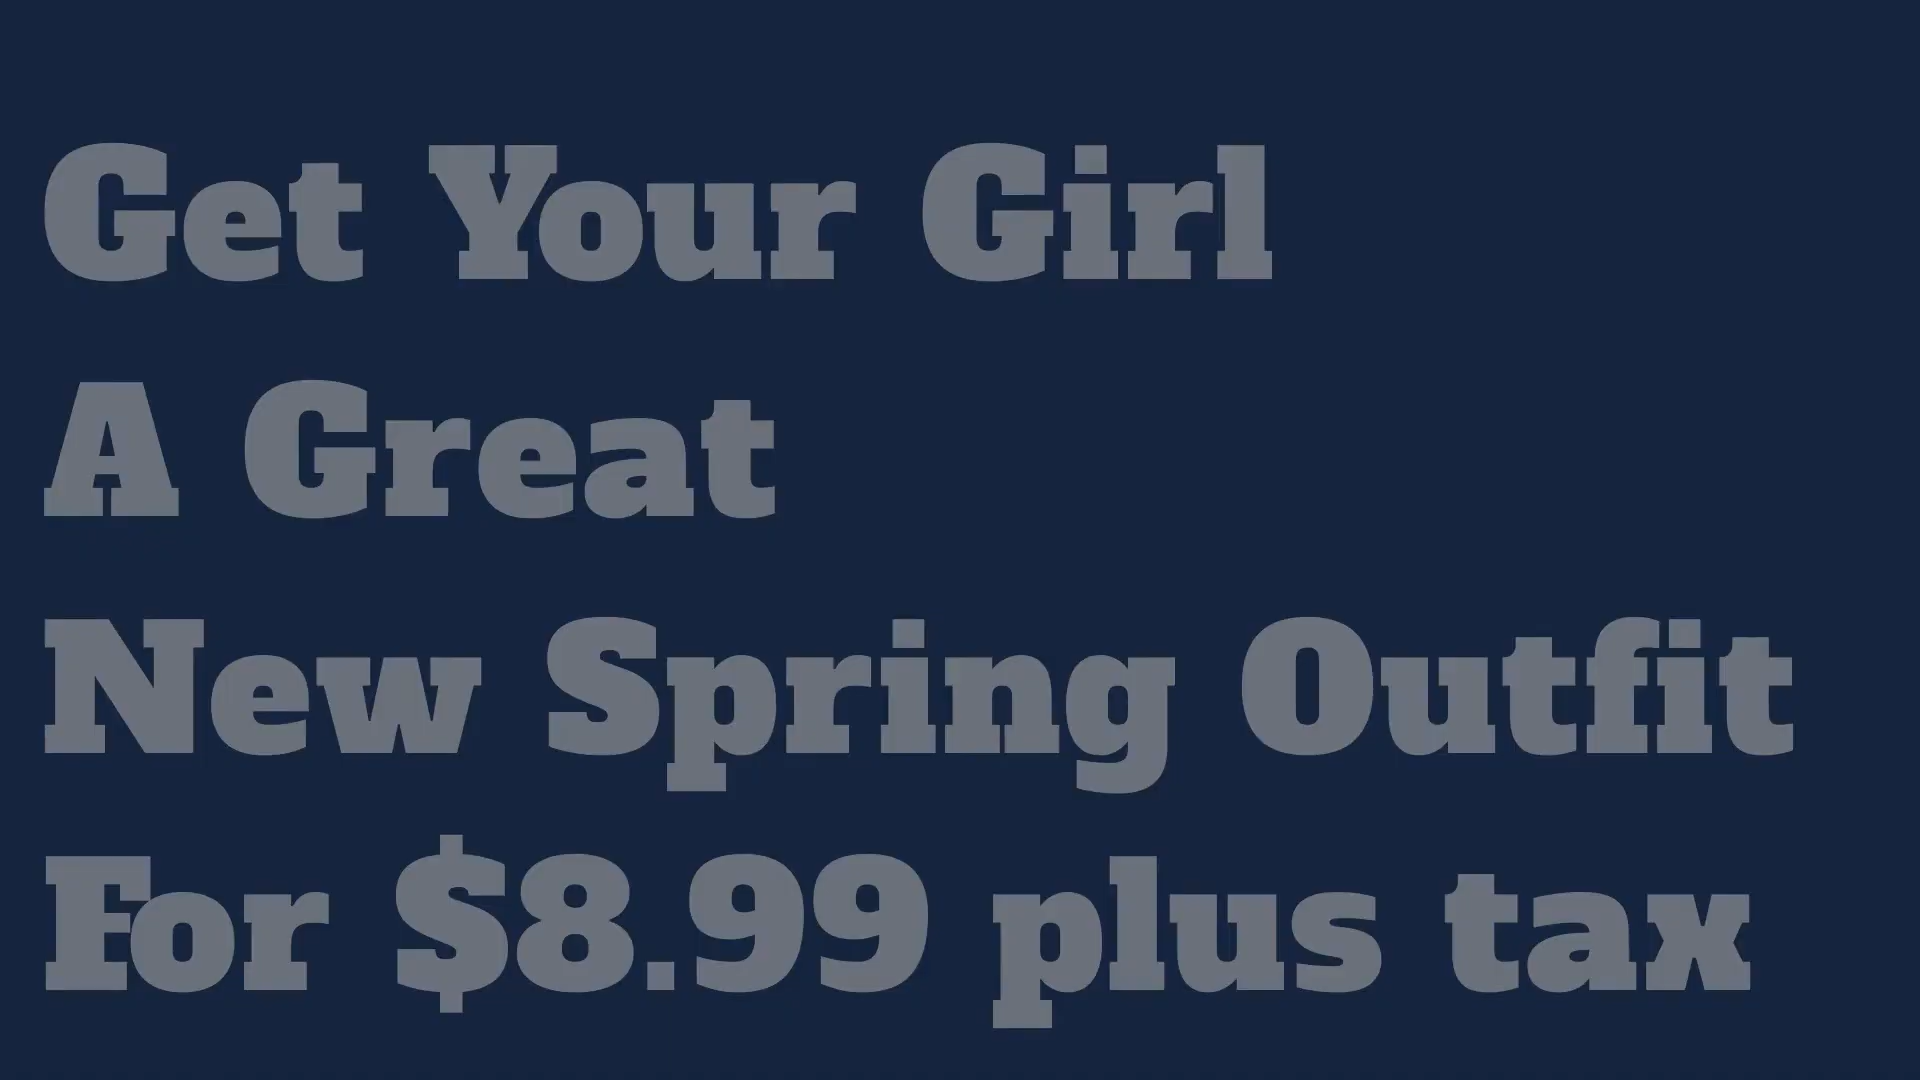 Get Your Girl
A Great
New Spring Outfit
For $8.99 plus tax